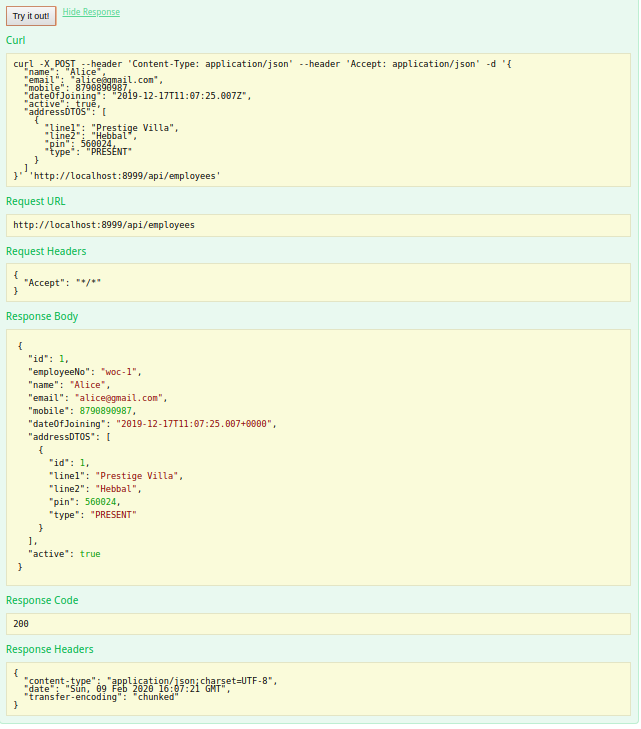 Try it out! Hide Response
Curl
curl -X POST --header 'Content-Type: application/json' --header 'Accept: application/json' -d '{
  "name": "Alice",
  "email": "alice@gmail.com",
  "mobile": 8790890987,
  "dateOfJoining": "2019-12-17T11:07:25.007Z",
  "active": true,
  "addressDTOS": [
    {
      "line1": "Prestige Villa",
      "line2": "Hebbal",
      "pin": 560024,
      "type": "PRESENT"
    }
  ]
}' 'http://localhost:8999/api/employees'
Request URL
http://localhost:8999/api/employees
Request Headers
{
  "Accept": "*/*"
}
Response Body
{
  "id": 1,
  "employeeNo": "woc-1",
  "name": "Alice",
  "email": "alice@gmail.com",
  "mobile": 8790890987,
  "dateOfJoining": "2019-12-17T11:07:25.007+0000",
  "addressDTOS": [
    {
      "id": 1,
      "line1": "Prestige Villa",
      "line2": "Hebbal",
      "pin": 560024,
      "type": "PRESENT"
    }
  ],
  "active": true
}
Response Code
200
Response Headers
{
  "content-type": "application/json;charset=UTF-8",
  "date": "Sun, 09 Feb 2020 16:07:21 GMT",
  "transfer-encoding": "chunked"
}